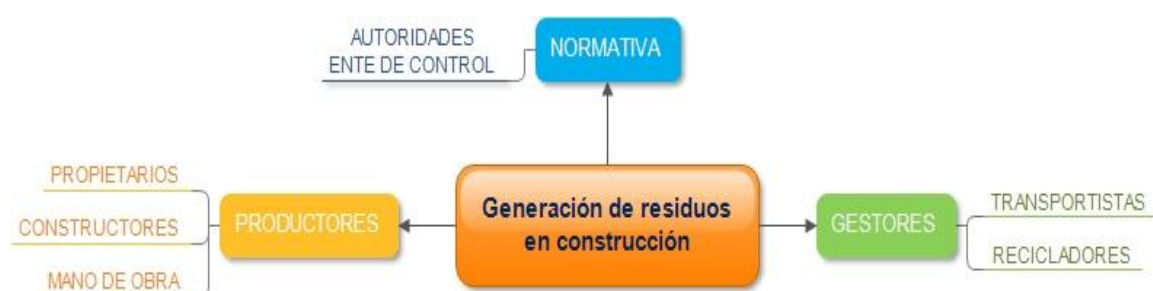 AUTORIDADES
ENTE DE CONTROL
NORMATIVA
PROPIETARIOS
CONSTRUCTORES
MANO DE OBRA
PRODUCTORES
Generación de residuos
en construcción
GESTORES
TRANSPORTISTAS
RECICLADORES